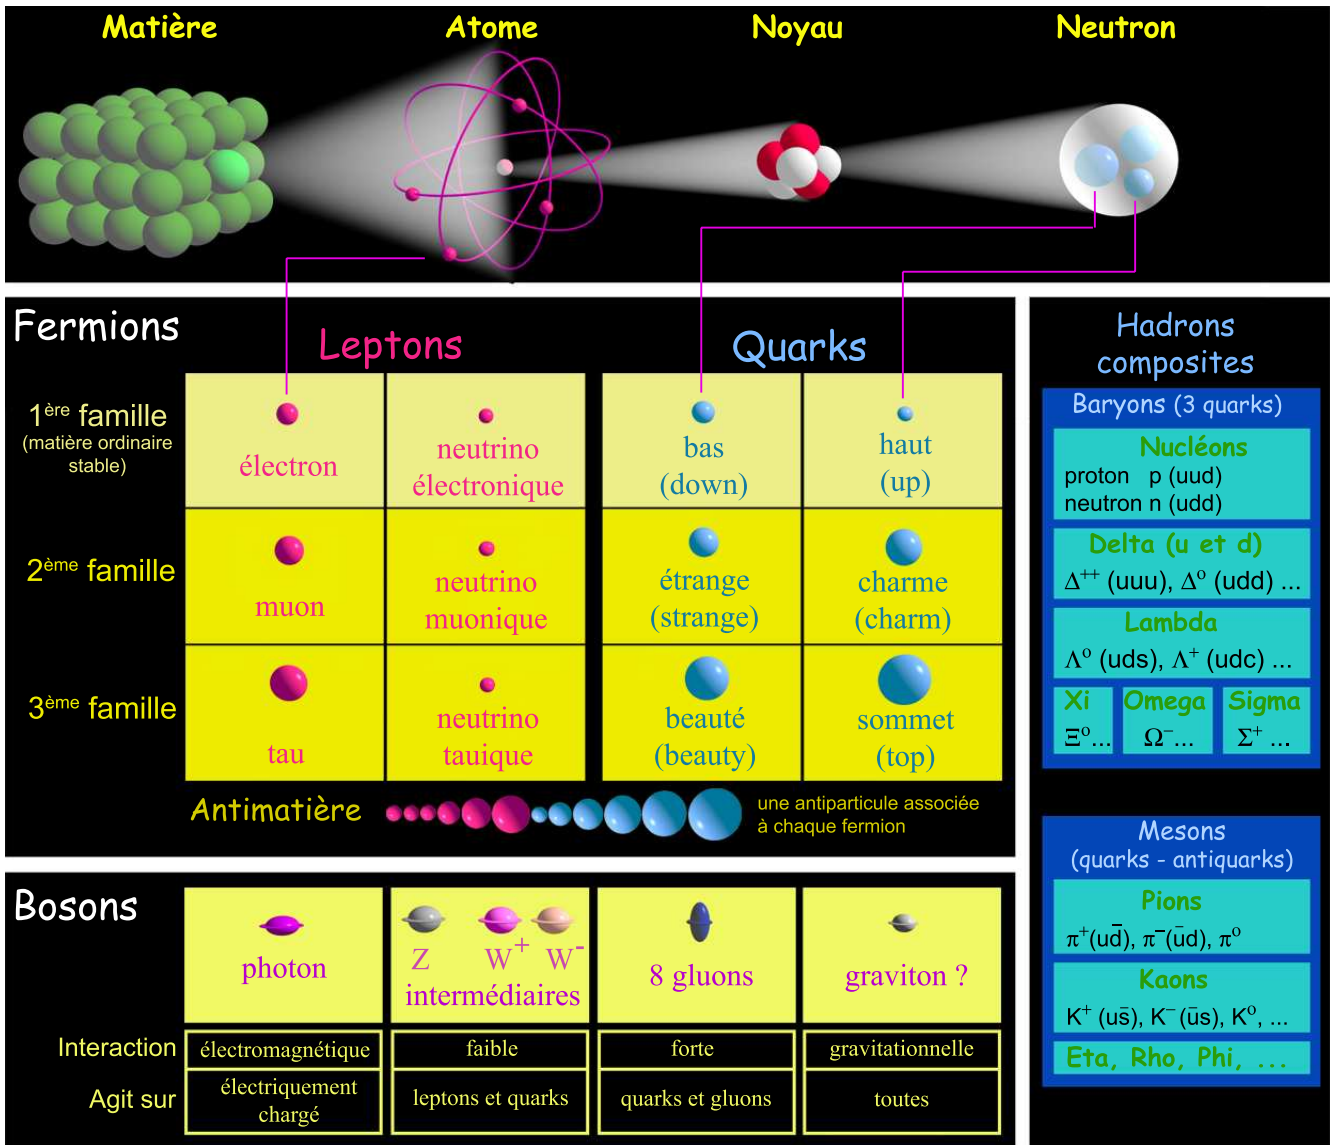 Matière
Atome
Noyau
Neutron
Fermions
Leptons
Quarks
1ère famille
(matière ordinaire
stable)
électron
neutrino
électronique
bas
(down)
haut
(up)
2ème famille
muon
neutrino
muonique
étrange
(strange)
charme
(charm)
3ème famille
tau
neutrino
tauique
beauté
(beauty)
sommet
(top)
Antimatière
une antiparticule associée
à chaque fermion
Bosons
photon
Z W⁺ W⁻
intermédiaires
8 gluons
graviton ?
Interaction
électromagnétique
faible
forte
gravitationnelle
Agit sur
électriquement
chargé
leptons et quarks
quarks et gluons
toutes
Hadrons
composites
Baryons (3 quarks)
Nucléons
proton p (uud)
neutron n (udd)
Delta (u et d)
Δ⁺⁺ (uuu), Δ⁰ (udd) ...
Lambda
Λ⁰ (uds), Λ⁺ (udc) ...
Xi
Ξ⁰...
Omega
Ω⁻...
Sigma
Σ⁺ ...
Mesons
(quarks - antiquarks)
Pions
π⁺(ud̄), π⁻(ūd), π⁰
Kaons
K⁺ (us̄), K⁻ (ūs), K⁰, ...
Eta, Rho, Phi, ...